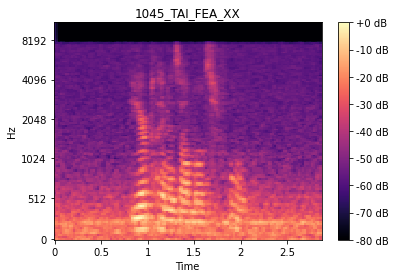 1045_TAI_FEA_XX
+0 dB
8192
-10 dB
4096
-20 dB
-30 dB
2048
Hz
-40 dB
1024
-50 dB
512
-60 dB
-70 dB
0
-80 dB
0 0.5 1 1.5 2 2.5
Time